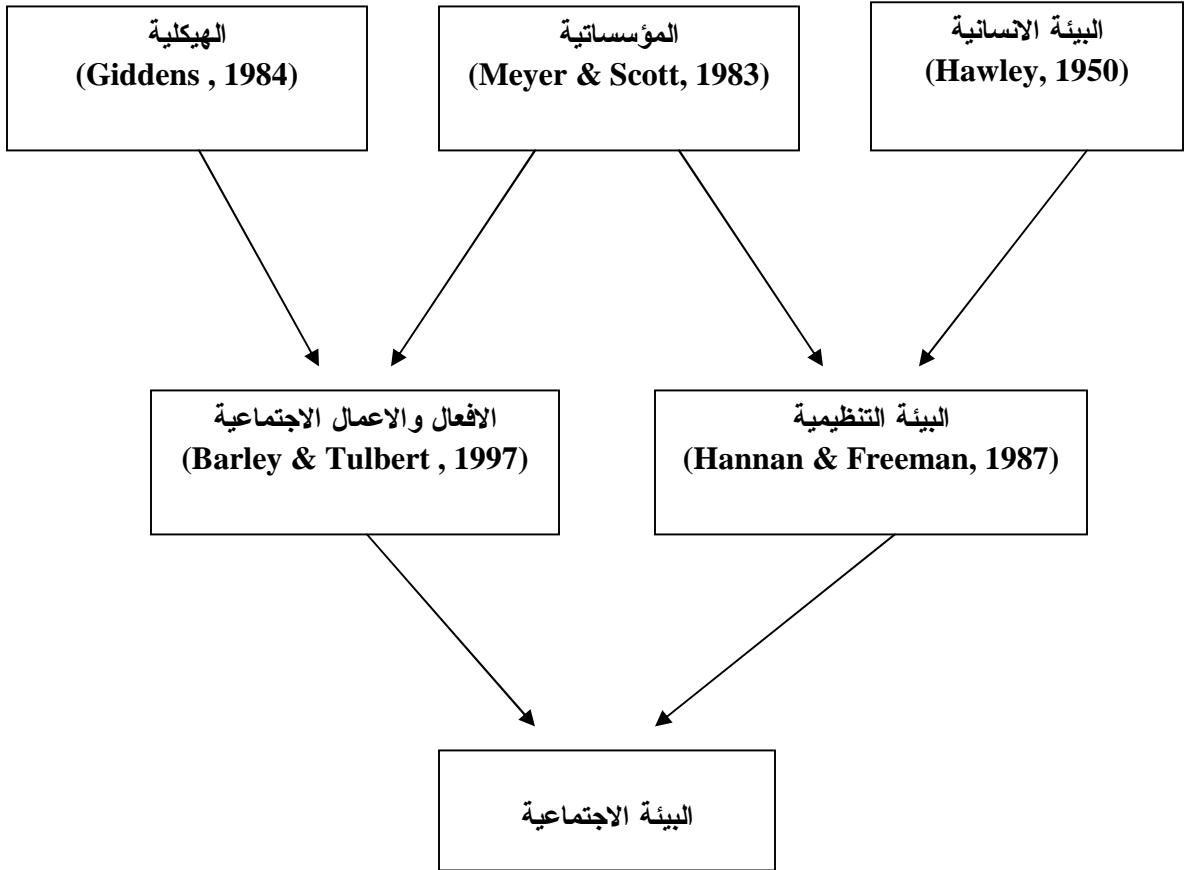 الهيكلية
(Giddens , 1984)
المؤسساتية
(Meyer & Scott, 1983)
البيئة الانسانية
(Hawley, 1950)
الافعال والاعمال الاجتماعية
(Barley & Tulbert , 1997)
البيئة التنظيمية
(Hannan & Freeman, 1987)
البيئة الاجتماعية